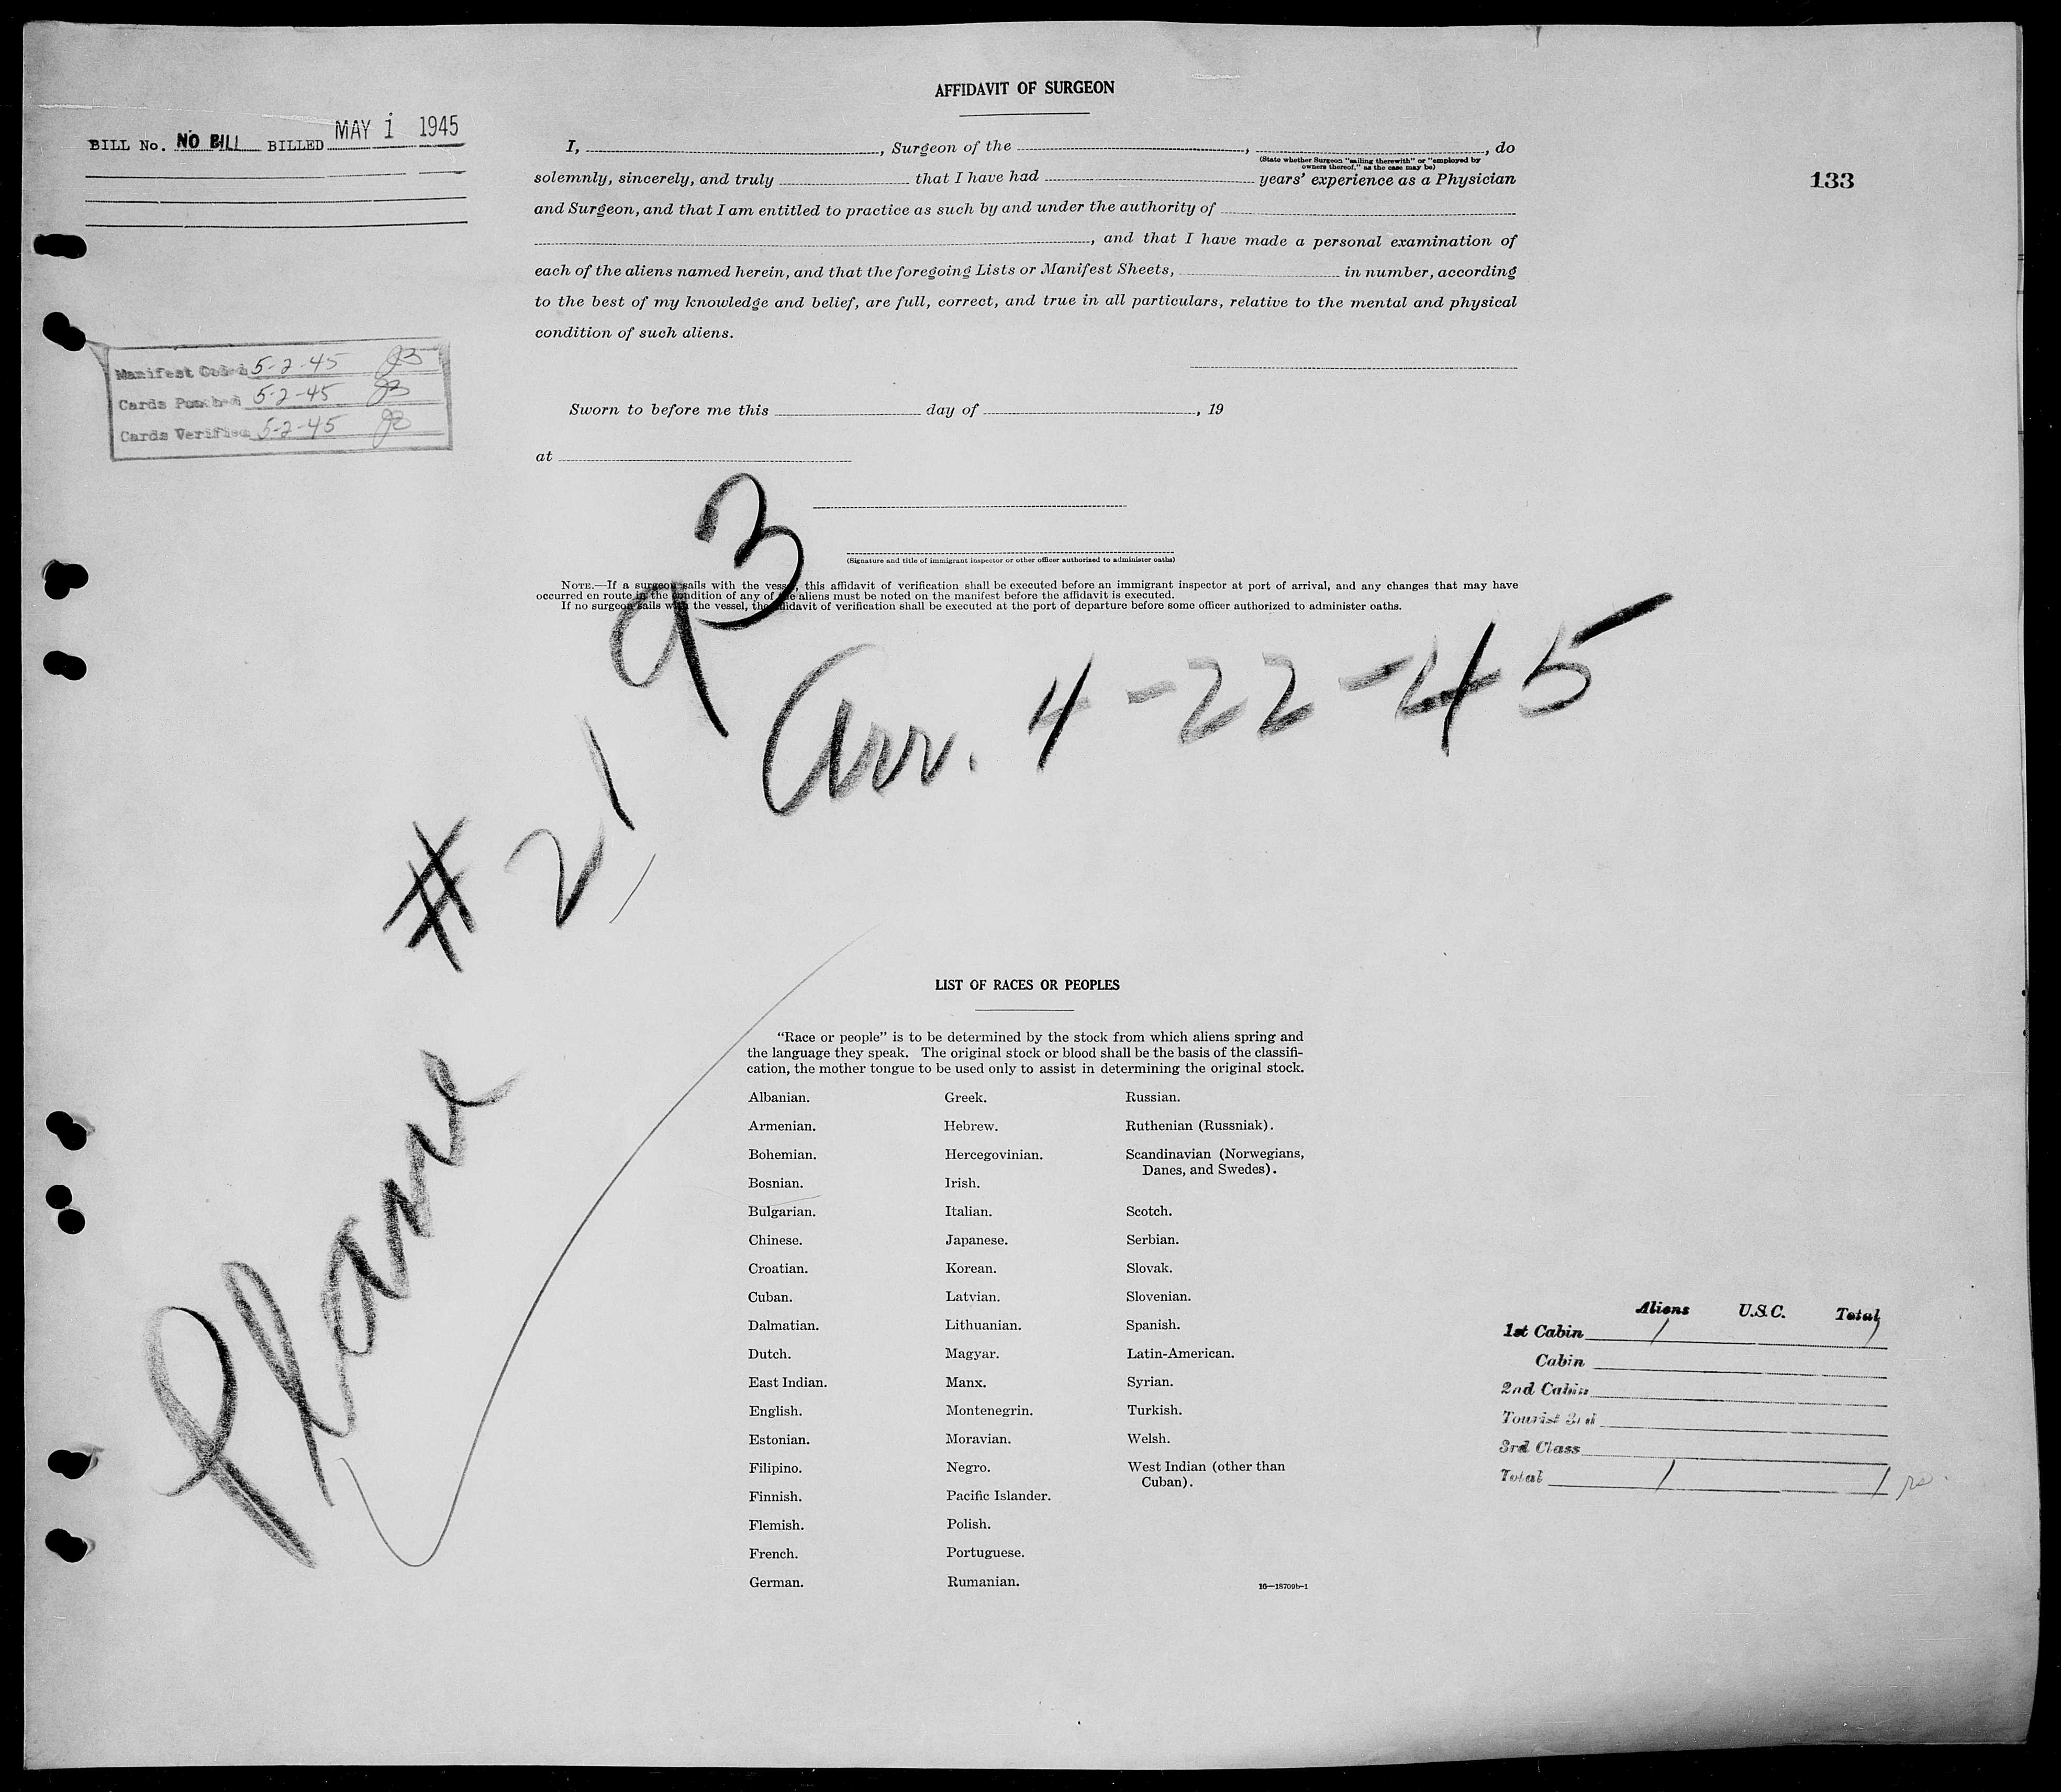 AFFIDAVIT OF SURGEON
BILL No. NO BILL BILLED MAY 1 1945
133
I, , Surgeon of the , , do
(State whether Surgeon "sailing therewith" or "employed by owners thereof," as the case may be)
solemnly, sincerely, and truly that I have had years' experience as a Physician
and Surgeon, and that I am entitled to practice as such by and under the authority of
, and that I have made a personal examination of
each of the aliens named herein, and that the foregoing Lists or Manifest Sheets, in number, according
to the best of my knowledge and belief, are full, correct, and true in all particulars, relative to the mental and physical
condition of such aliens.
Manifest Coded 5-2-45
Cards Punched 5-2-45
Cards Verified 5-2-45
Sworn to before me this day of , 19
at
(Signature and title of immigrant inspector or other officer authorized to administer oaths)
NOTE.—If a surgeon sails with the vessel, this affidavit of verification shall be executed before an immigrant inspector at port of arrival, and any changes that may have
occurred en route in the condition of any of the aliens must be noted on the manifest before the affidavit is executed.
If no surgeon sails with the vessel, the affidavit of verification shall be executed at the port of departure before some officer authorized to administer oaths.
Plane # 2193
Arr. 4-22-45
LIST OF RACES OR PEOPLES
"Race or people" is to be determined by the stock from which aliens spring and
the language they speak. The original stock or blood shall be the basis of the classifi-
cation, the mother tongue to be used only to assist in determining the original stock.
Albanian.
Armenian.
Bohemian.
Bosnian.
Bulgarian.
Chinese.
Croatian.
Cuban.
Dalmatian.
Dutch.
East Indian.
English.
Estonian.
Filipino.
Finnish.
Flemish.
French.
German.
Greek.
Hebrew.
Hercegovinian.
Irish.
Italian.
Japanese.
Korean.
Latvian.
Lithuanian.
Magyar.
Manx.
Montenegrin.
Moravian.
Negro.
Pacific Islander.
Polish.
Portuguese.
Rumanian.
Russian.
Ruthenian (Russniak).
Scandinavian (Norwegians,
Danes, and Swedes).
Scotch.
Serbian.
Slovak.
Slovenian.
Spanish.
Latin-American.
Syrian.
Turkish.
Welsh.
West Indian (other than
Cuban).
16—18709b-1
Aliens U.S.C. Total
1st Cabin 1 1
Cabin
2nd Cabin
Tourist 3rd
3rd Class
Total 1 1